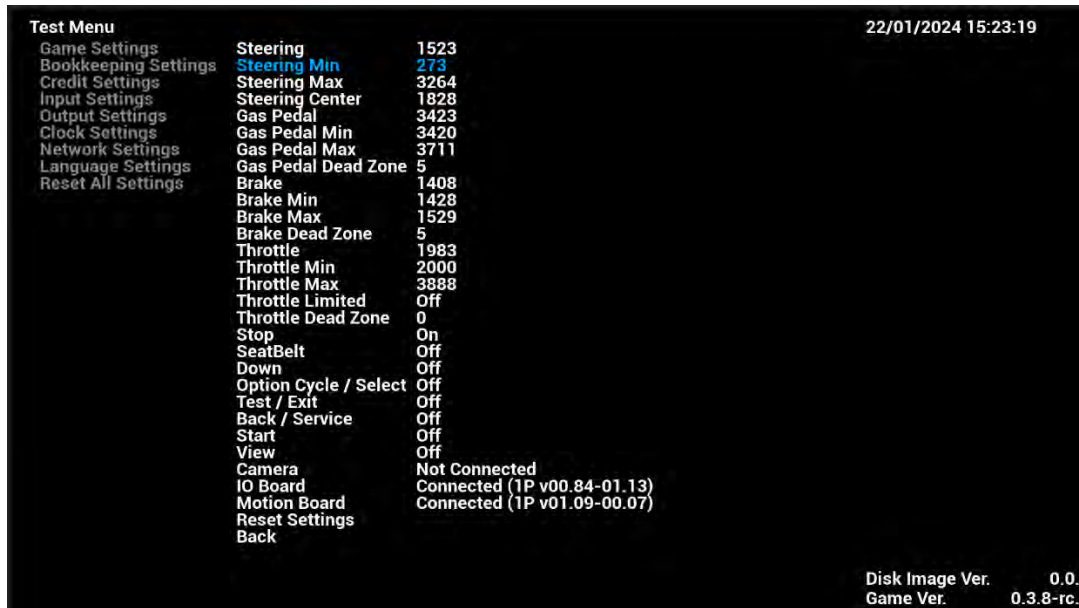 Test Menu
22/01/2024 15:23:19
Game Settings
Bookkeeping Settings
Credit Settings
Input Settings
Output Settings
Clock Settings
Network Settings
Language Settings
Reset All Settings
Steering 1523
Steering Min 273
Steering Max 3264
Steering Center 1828
Gas Pedal 3423
Gas Pedal Min 3420
Gas Pedal Max 3711
Gas Pedal Dead Zone 5
Brake 1408
Brake Min 1428
Brake Max 1529
Brake Dead Zone 5
Throttle 1983
Throttle Min 2000
Throttle Max 3888
Throttle Limited Off
Throttle Dead Zone 0
Stop On
SeatBelt Off
Down Off
Option Cycle / Select Off
Test / Exit Off
Back / Service Off
Start Off
View Off
Camera Not Connected
IO Board Connected (1P v00.84-01.13)
Motion Board Connected (1P v01.09-00.07)
Reset Settings
Back
Disk Image Ver. 0.0.
Game Ver. 0.3.8-rc.